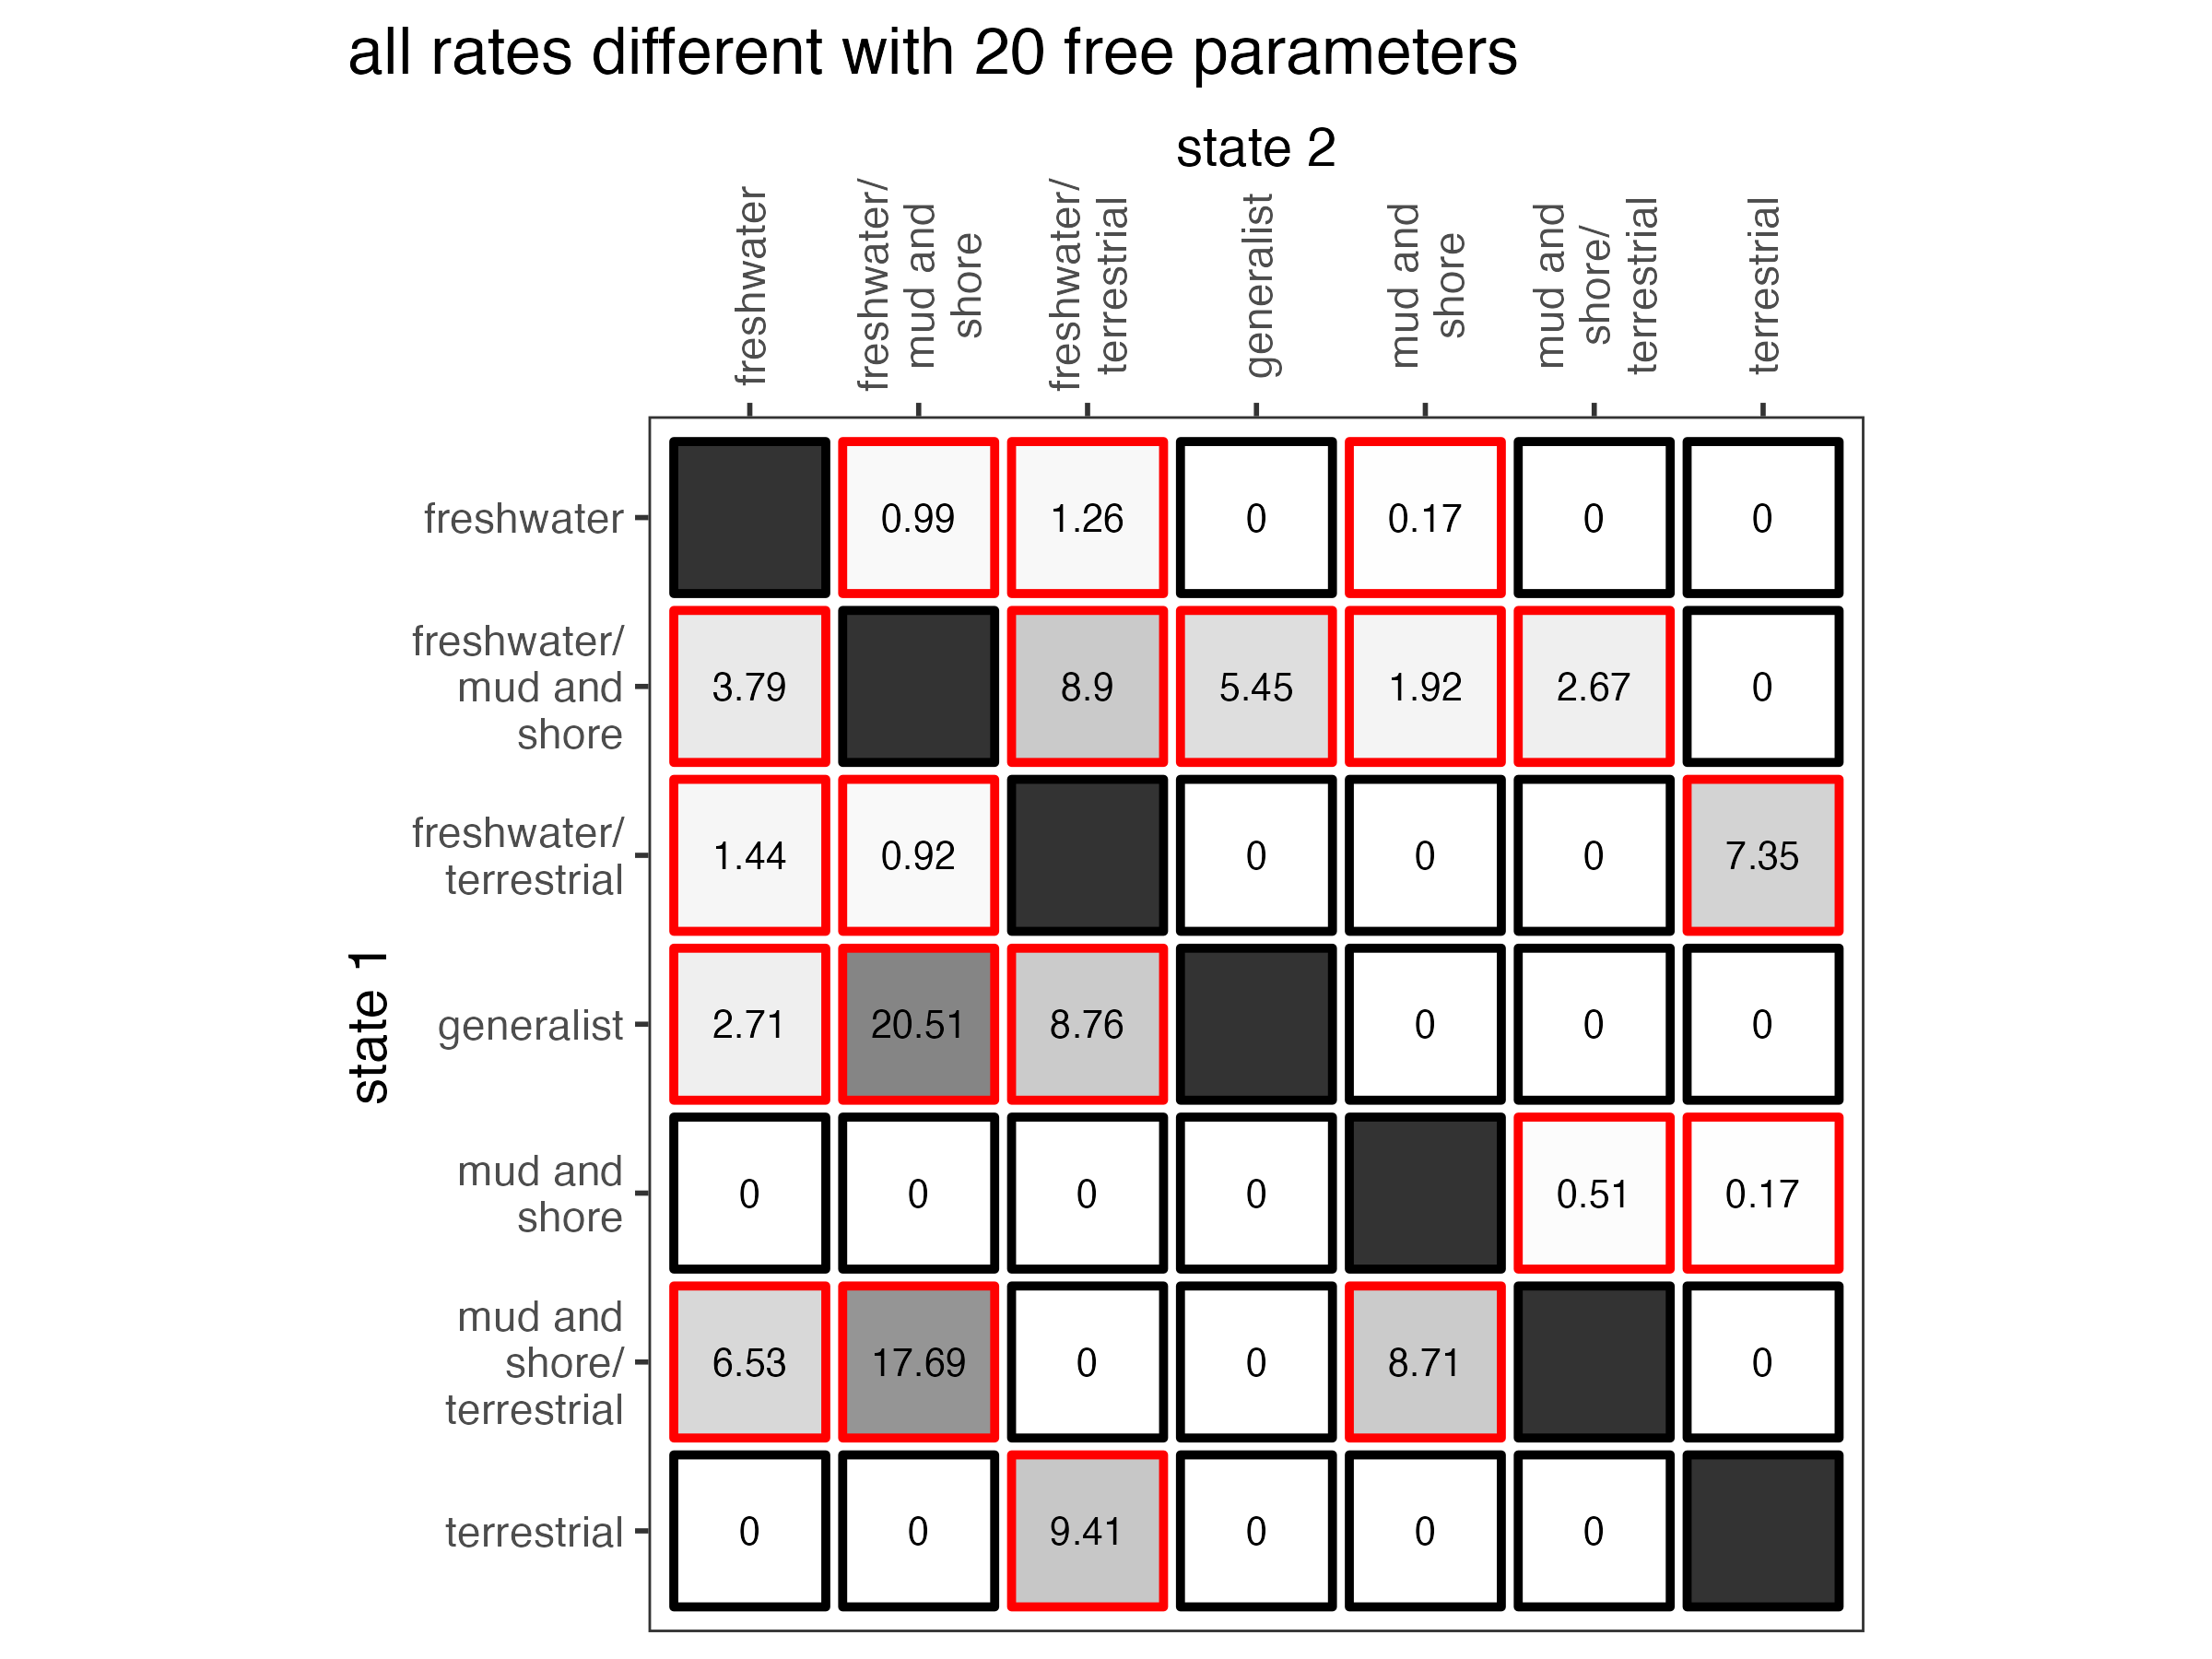 all rates different with 20 free parameters
state 2
freshwater
freshwater/
mud and
shore
freshwater/
terrestrial
generalist
mud and
shore
mud and
shore/
terrestrial
terrestrial
state 1
freshwater
0.99 1.26 0 0.17 0 0
freshwater/
mud and
shore
3.79 8.9 5.45 1.92 2.67 0
freshwater/
terrestrial
1.44 0.92 0 0 0 7.35
generalist
2.71 20.51 8.76 0 0 0
mud and
shore
0 0 0 0 0.51 0.17
mud and
shore/
terrestrial
6.53 17.69 0 0 8.71 0
terrestrial
0 0 9.41 0 0 0